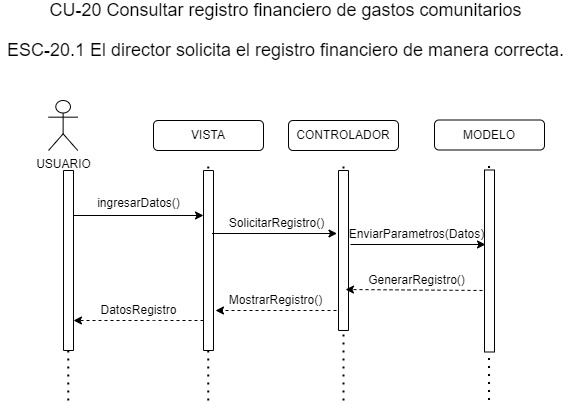 CU-20 Consultar registro financiero de gastos comunitarios
ESC-20.1 El director solicita el registro financiero de manera correcta.
USUARIO
VISTA
CONTROLADOR
MODELO
ingresarDatos()
SolicitarRegistro()
EnviarParametros(Datos)
GenerarRegistro()
MostrarRegistro()
DatosRegistro